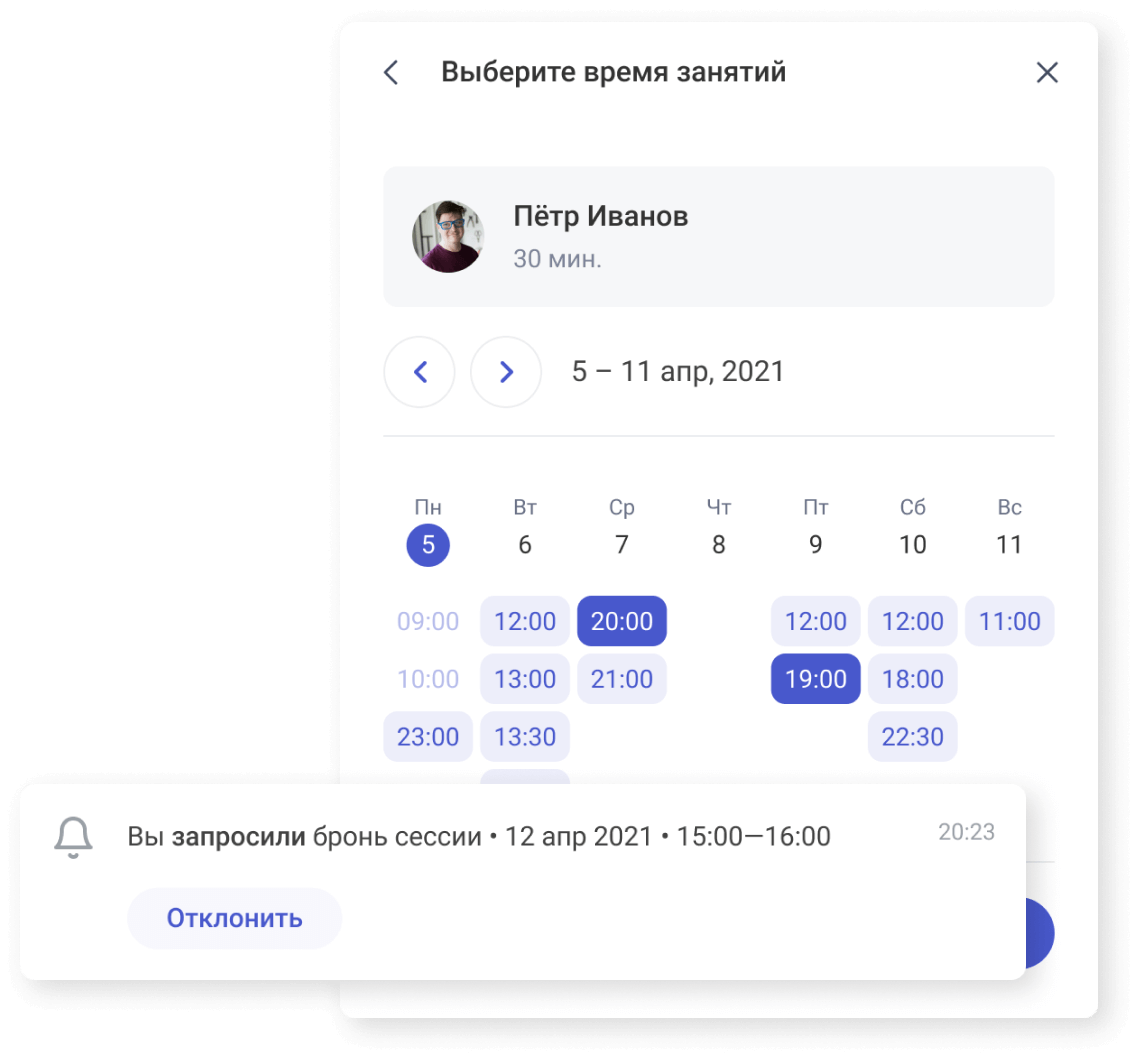 Выберите время занятий
Пётр Иванов
30 мин.
5 – 11 апр, 2021
Пн Вт Ср Чт Пт Сб Вс
5 6 7 8 9 10 11
09:00 12:00 20:00 12:00 12:00 11:00
10:00 13:00 21:00 19:00 18:00
23:00 13:30 22:30
Вы запросили бронь сессии • 12 апр 2021 • 15:00—16:00 20:23
Отклонить